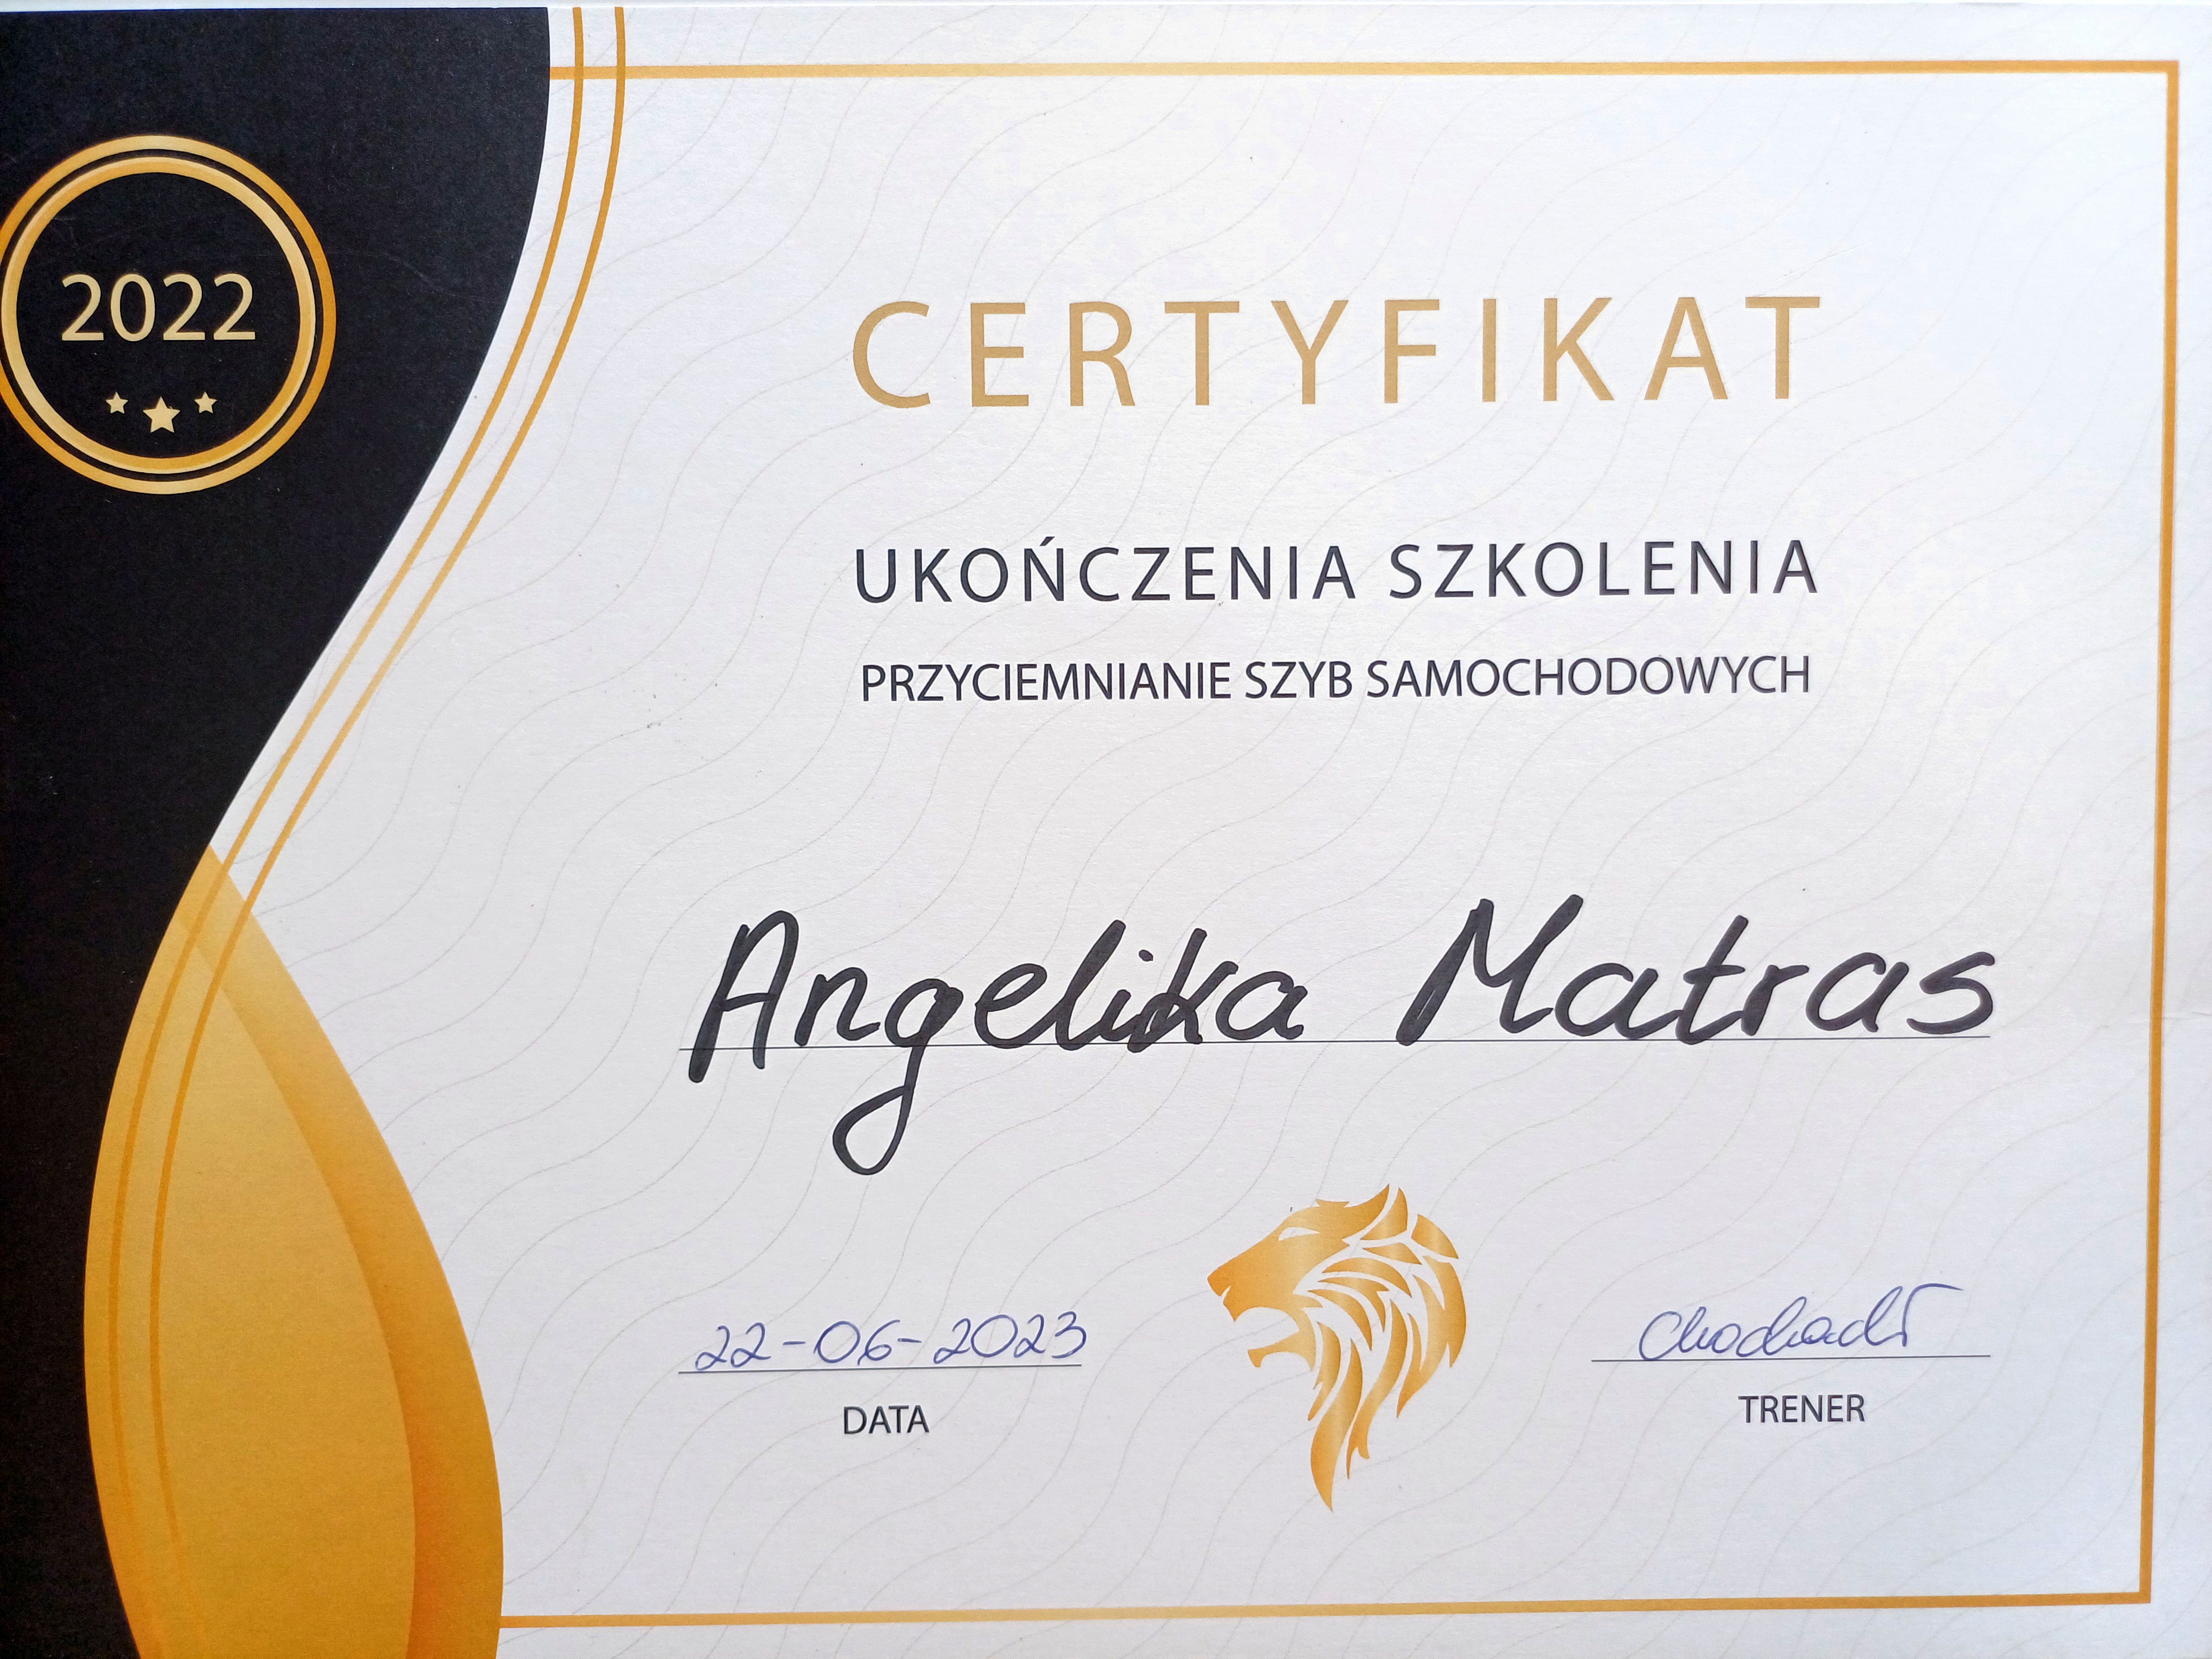 2022
CERTYFIKAT
UKOŃCZENIA SZKOLENIA
PRZYCIEMNIANIE SZYB SAMOCHODOWYCH
Angelika Matras
22-06-2023
DATA
TRENER